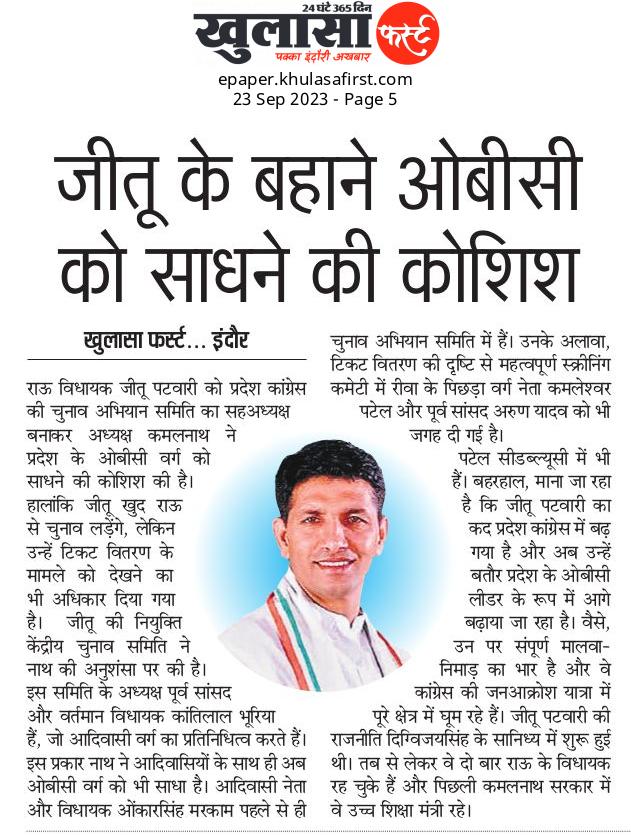 24 घंटे 365 दिन
खुलासा फर्स्ट
पक्का इंदौरी अखबार
epaper.khulasafirst.com
23 Sep 2023 - Page 5
जीतू के बहाने ओबीसी
को साधने की कोशिश
खुलासा फर्स्ट... इंदौर
राऊ विधायक जीतू पटवारी को प्रदेश कांग्रेस
की चुनाव अभियान समिति का सहअध्यक्ष
बनाकर अध्यक्ष कमलनाथ ने
प्रदेश के ओबीसी वर्ग को
साधने की कोशिश की है।
हालांकि जीतू खुद राऊ
से चुनाव लड़ेंगे, लेकिन
उन्हें टिकट वितरण के
मामले को देखने का
भी अधिकार दिया गया
है। जीतू की नियुक्ति
केंद्रीय चुनाव समिति ने
नाथ की अनुशंसा पर की है।
इस समिति के अध्यक्ष पूर्व सांसद
और वर्तमान विधायक कांतिलाल भूरिया
हैं, जो आदिवासी वर्ग का प्रतिनिधित्व करते हैं।
इस प्रकार नाथ ने आदिवासियों के साथ ही अब
ओबीसी वर्ग को भी साधा है। आदिवासी नेता
और विधायक ओंकारसिंह मरकाम पहले से ही
चुनाव अभियान समिति में हैं। उनके अलावा,
टिकट वितरण की दृष्टि से महत्वपूर्ण स्क्रीनिंग
कमेटी में रीवा के पिछड़ा वर्ग नेता कमलेश्वर
पटेल और पूर्व सांसद अरुण यादव को भी
जगह दी गई है।
पटेल सीडब्ल्यूसी में भी
हैं। बहरहाल, माना जा रहा
है कि जीतू पटवारी का
कद प्रदेश कांग्रेस में बढ़
गया है और अब उन्हें
बतौर प्रदेश के ओबीसी
लीडर के रूप में आगे
बढ़ाया जा रहा है। वैसे,
उन पर संपूर्ण मालवा-
निमाड़ का भार है और वे
कांग्रेस की जनआक्रोश यात्रा में
पूरे क्षेत्र में घूम रहे हैं। जीतू पटवारी की
राजनीति दिग्विजयसिंह के सानिध्य में शुरू हुई
थी। तब से लेकर वे दो बार राऊ के विधायक
रह चुके हैं और पिछली कमलनाथ सरकार में
वे उच्च शिक्षा मंत्री रहे।